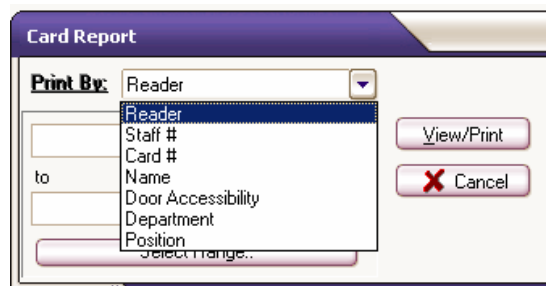 Card Report
Print By: Reader
Reader
Staff #
Card #
Name
Door Accessibility
Department
Position
to
View/Print
Cancel